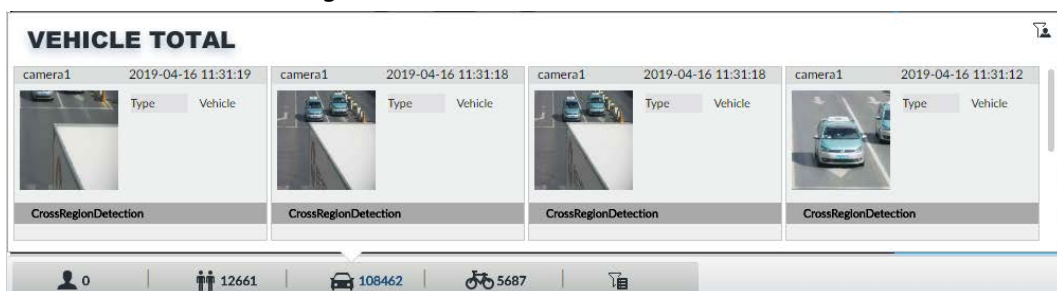 VEHICLE TOTAL
camera1 2019-04-16 11:31:19
Type Vehicle
CrossRegionDetection
camera1 2019-04-16 11:31:18
Type Vehicle
CrossRegionDetection
camera1 2019-04-16 11:31:18
Type Vehicle
CrossRegionDetection
camera1 2019-04-16 11:31:12
Type Vehicle
CrossRegionDetection
0 12661 108462 5687